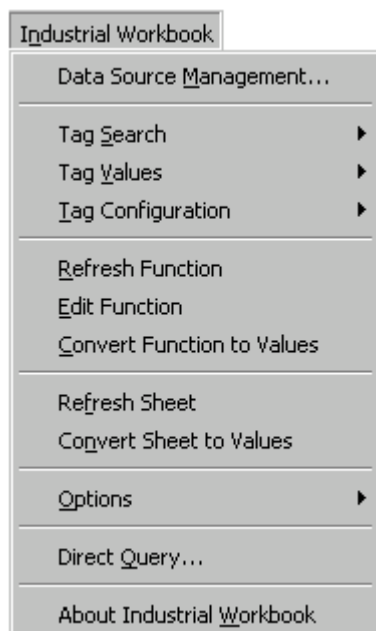 Industrial Workbook
Data Source Management...
Tag Search
Tag Values
Tag Configuration
Refresh Function
Edit Function
Convert Function to Values
Refresh Sheet
Convert Sheet to Values
Options
Direct Query...
About Industrial Workbook